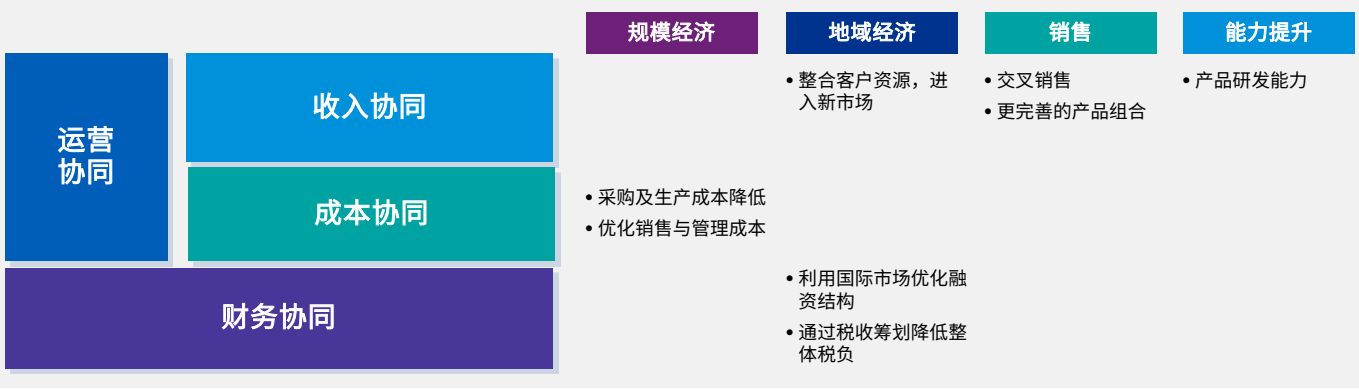 规模经济
地域经济
销售
能力提升
运营
协同
收入协同
• 整合客户资源，进
入新市场
• 交叉销售
• 更完善的产品组合
• 产品研发能力
成本协同
• 采购及生产成本降低
• 优化销售与管理成本
财务协同
• 利用国际市场优化融
资结构
• 通过税收筹划降低整
体税负